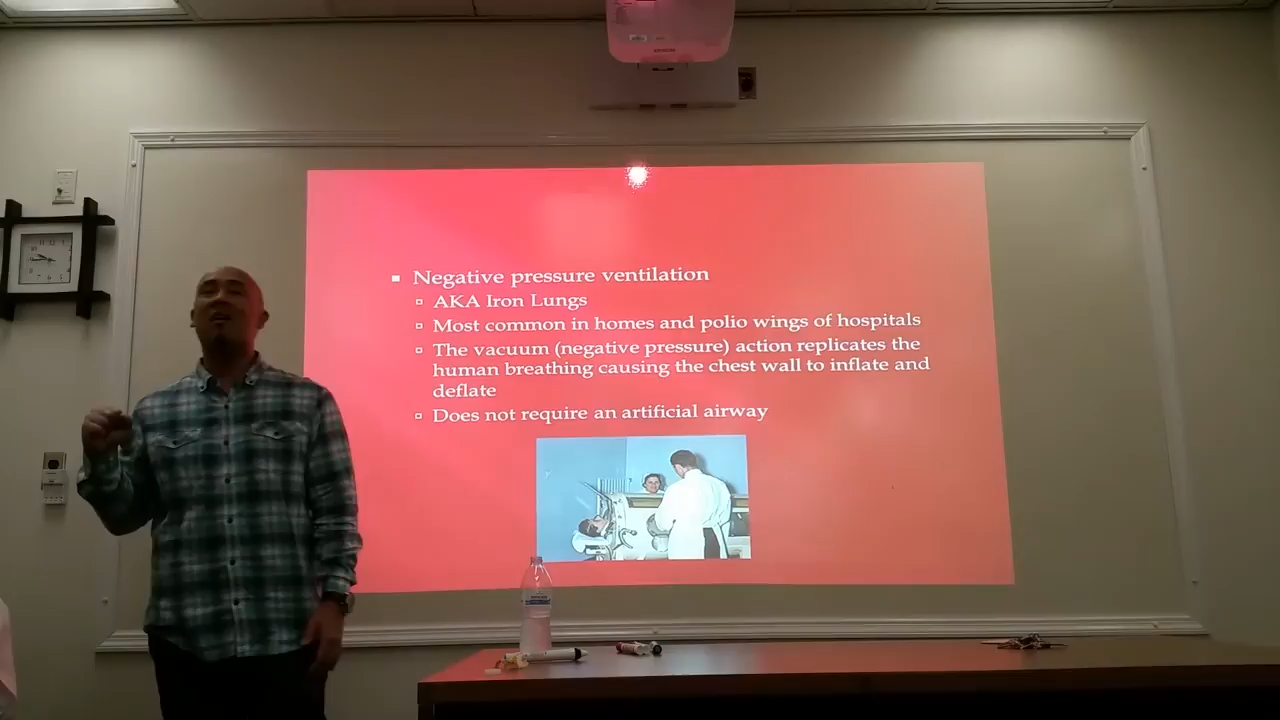 Negative pressure ventilation
AKA Iron Lungs
Most common in homes and polio wings of hospitals
The vacuum (negative pressure) action replicates the
human breathing causing the chest wall to inflate and
deflate
Does not require an artificial airway